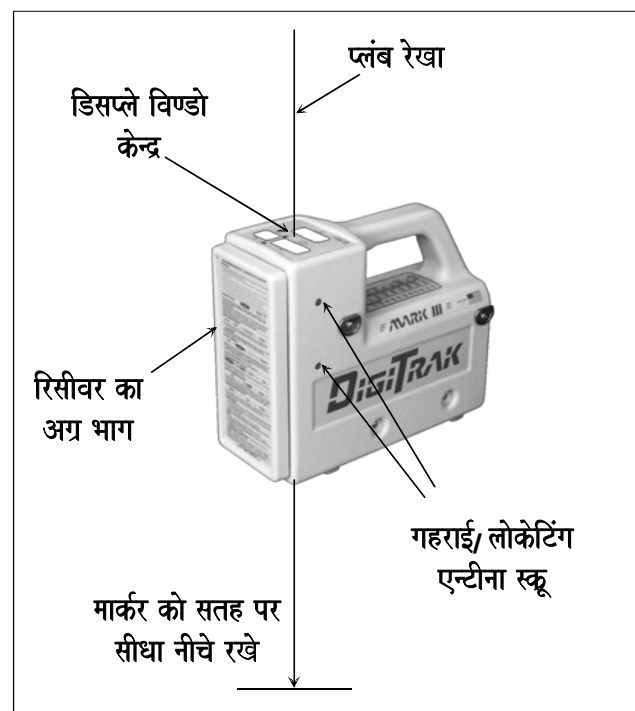 प्लंब रेखा
डिसप्ले विण्डो
केन्द्र
MARK III
DIGITRAK
रिसीवर का
अग्र भाग
गहराई/ लोकेटिंग
एन्टीना स्क्रू
मार्कर को सतह पर
सीधा नीचे रखे